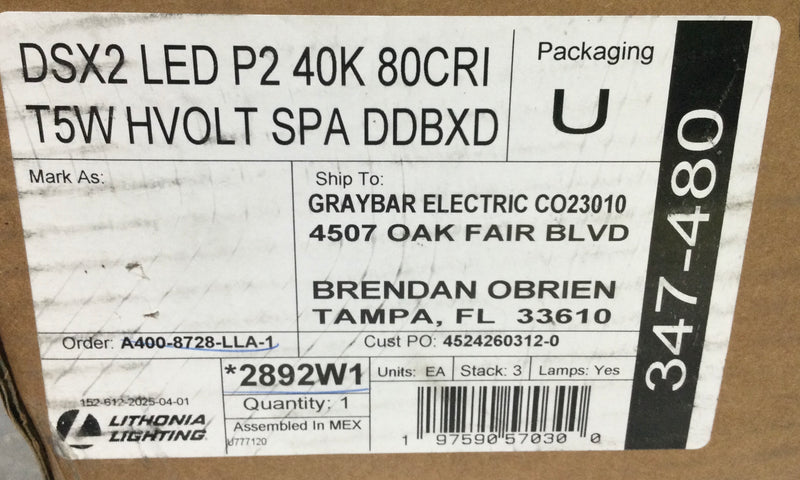 DSX2 LED P2 40K 80CRI
T5W HVOLT SPA DDBXD
Packaging
U
347-480
Mark As:
Ship To:
GRAYBAR ELECTRIC CO23010
4507 OAK FAIR BLVD
BRENDAN OBRIEN
TAMPA, FL 33610
Order: A400-8728-LLA-1
Cust PO: 4524260312-0
*2892W1
Units: EA
Stack: 3
Lamps: Yes
152-612-2025-04-01
LITHONIA
LIGHTING
Quantity: 1
Assembled In MEX
U777120
1 97590 57030 0